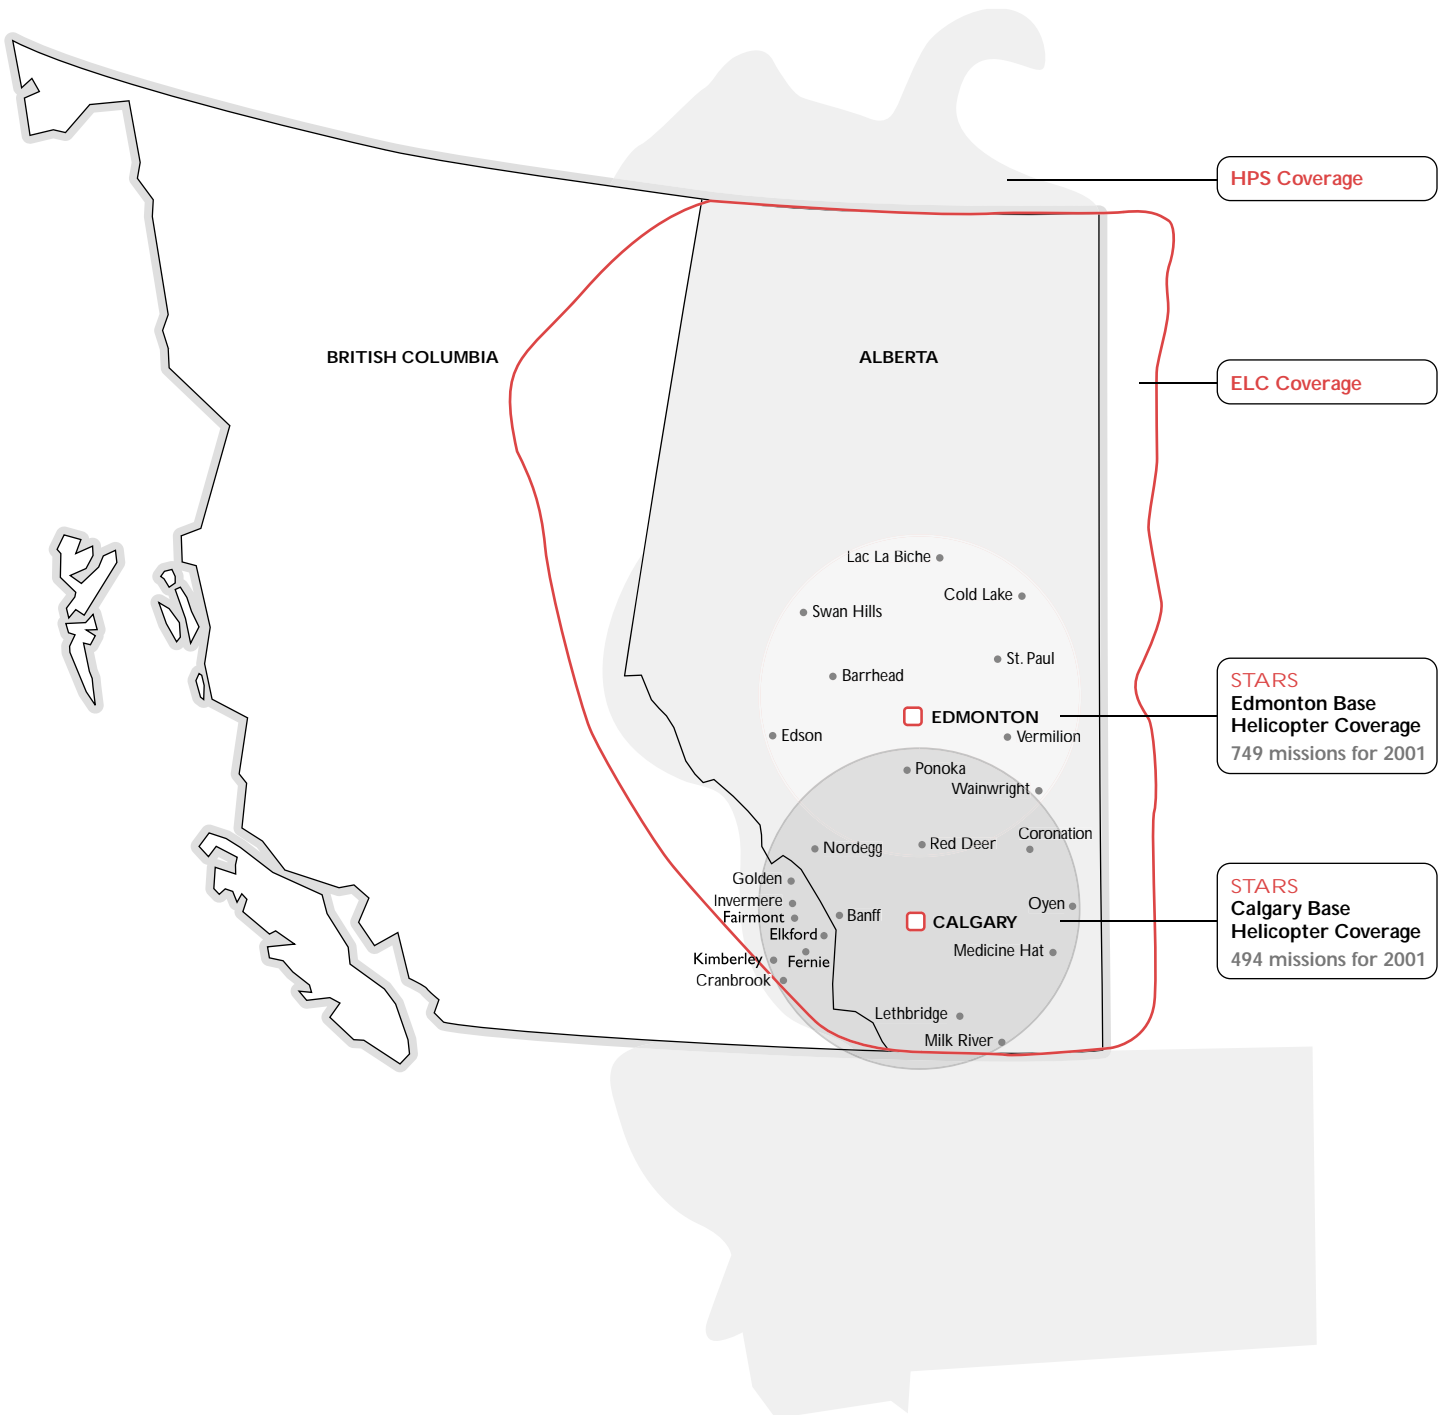 HPS Coverage
BRITISH COLUMBIA
ALBERTA
ELC Coverage
Lac La Biche
Cold Lake
Swan Hills
St. Paul
Barrhead
EDMONTON
Edson
Vermilion
STARS
Edmonton Base
Helicopter Coverage
749 missions for 2001
Ponoka
Wainwright
Coronation
Nordegg
Red Deer
Golden
Invermere
Fairmont
Banff
Oyen
CALGARY
Elkford
Medicine Hat
Kimberley
Fernie
Cranbrook
STARS
Calgary Base
Helicopter Coverage
494 missions for 2001
Lethbridge
Milk River